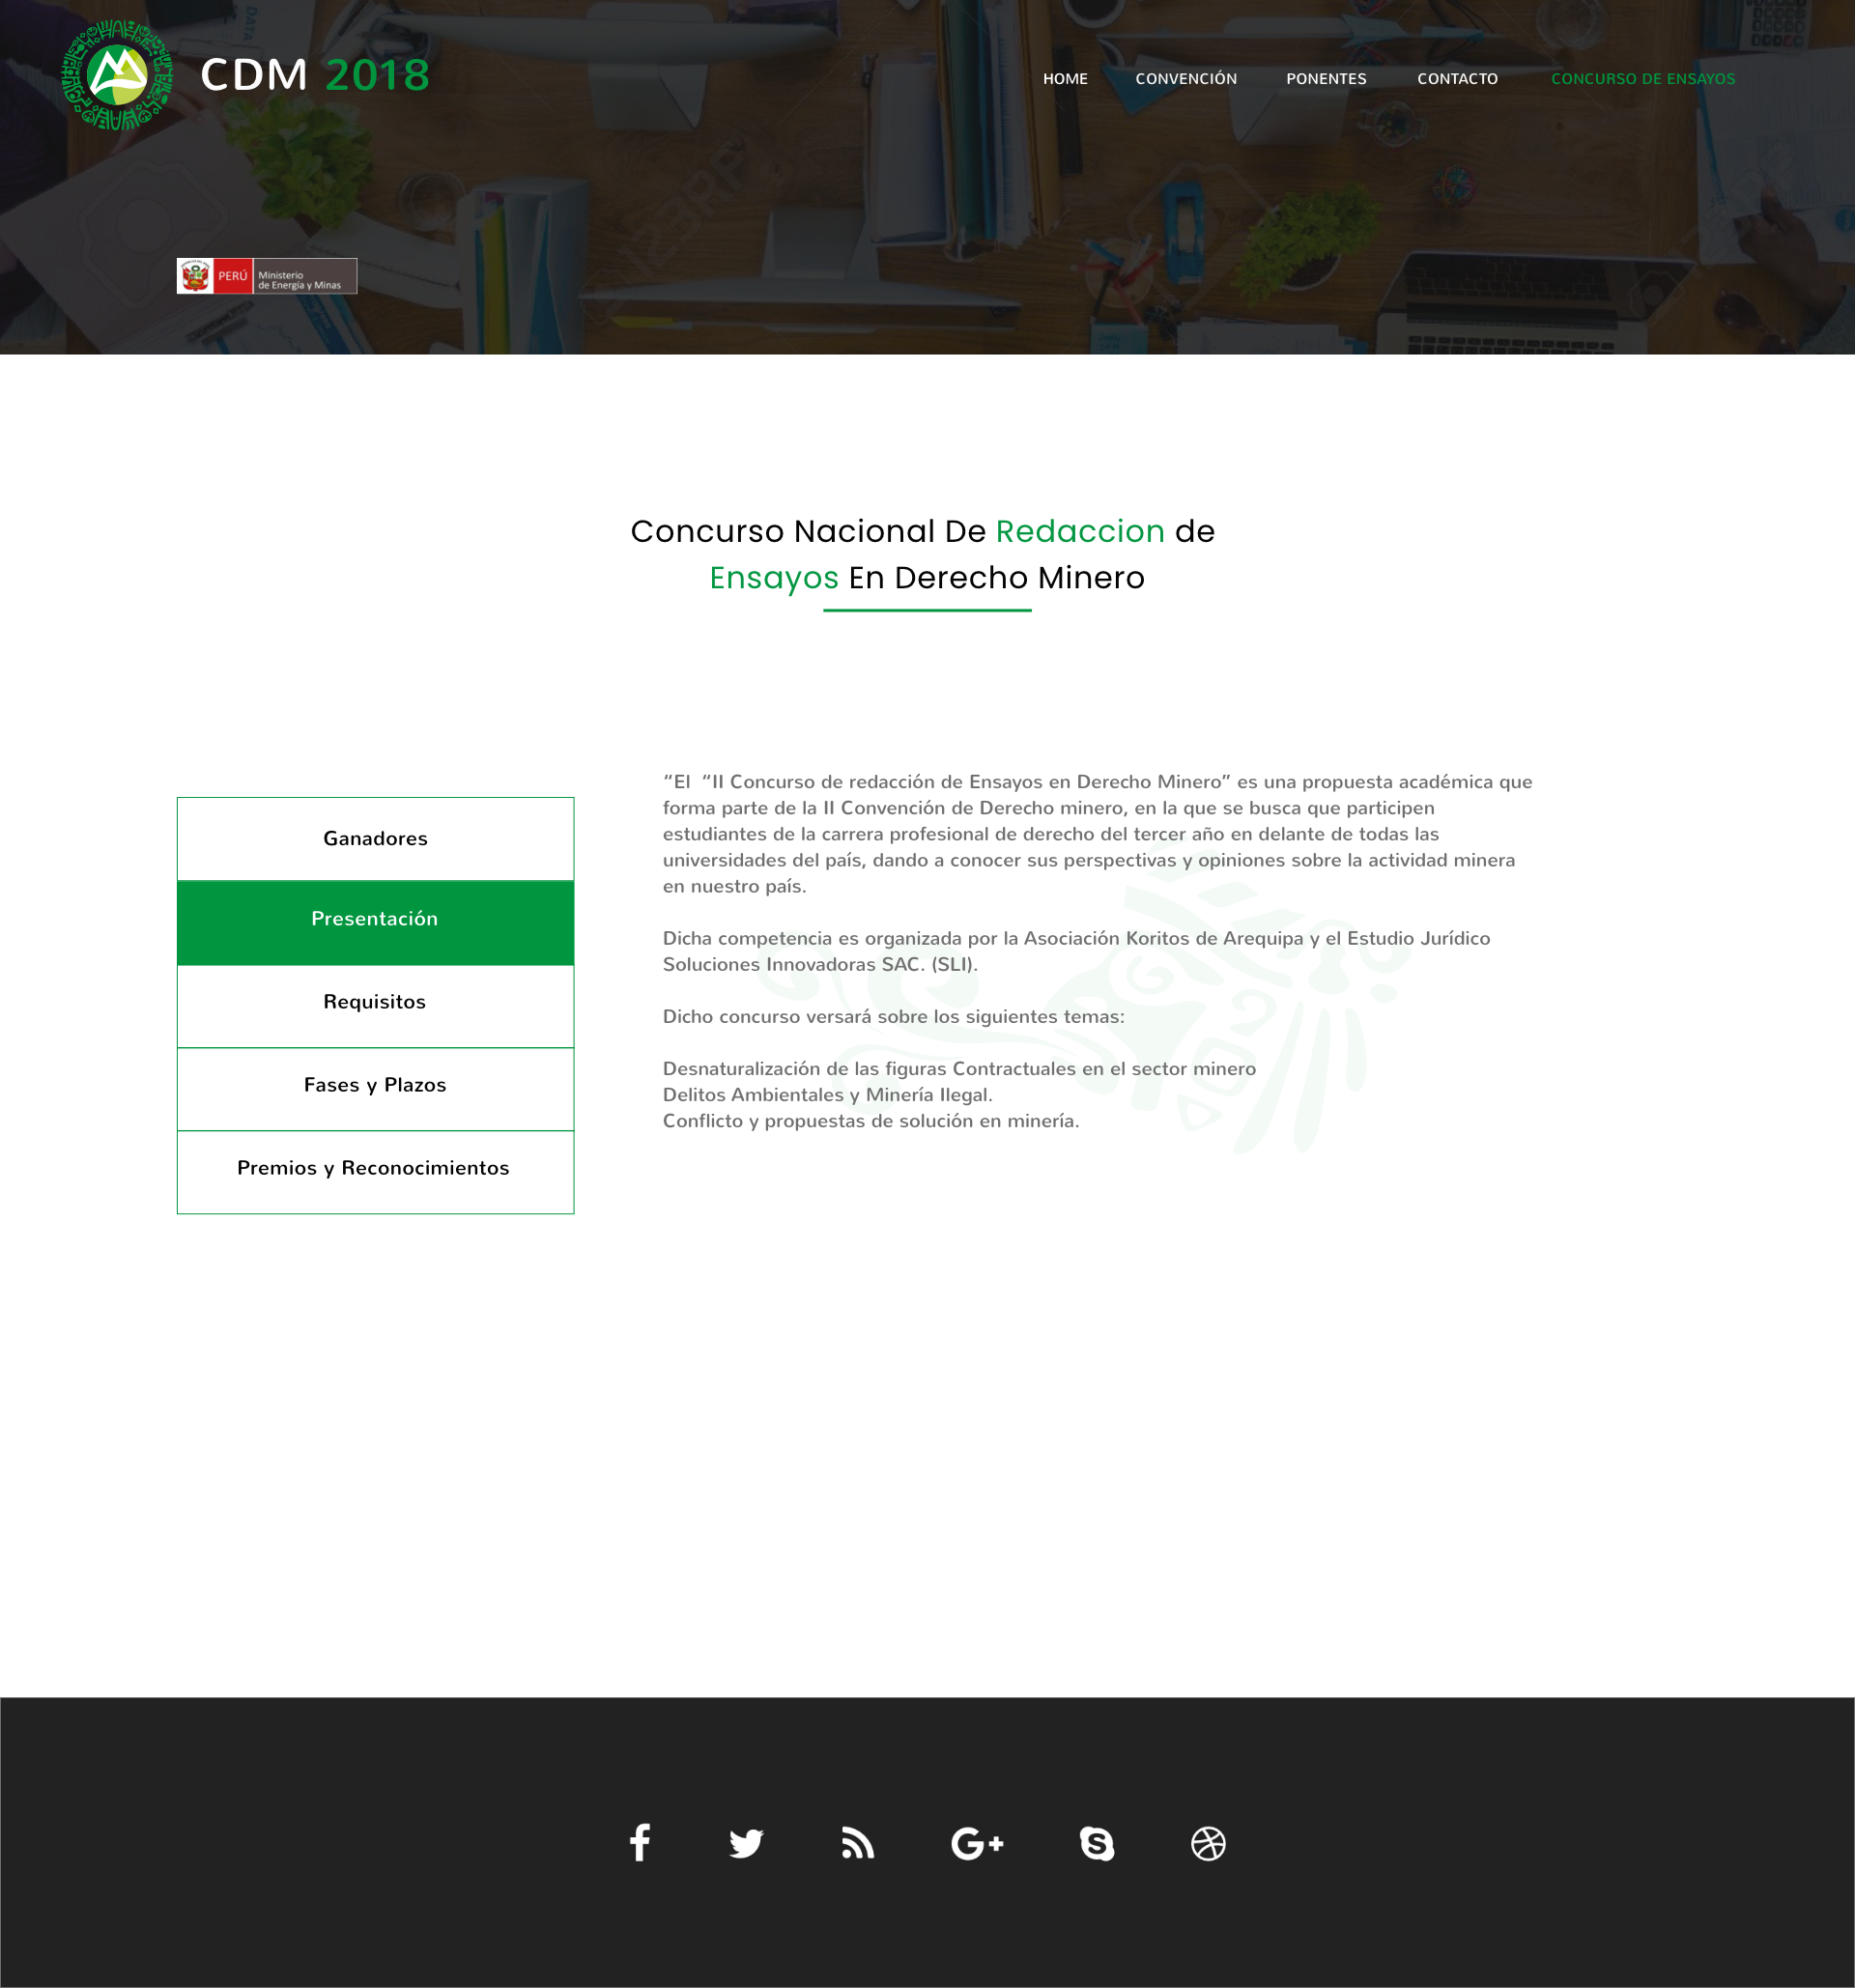 CDM 2018
HOME CONVENCIÓN PONENTES CONTACTO CONCURSO DE ENSAYOS
DATA
123RF
PERÚ
Ministerio
de Energía y Minas
Concurso Nacional De Redaccion de
Ensayos En Derecho Minero
Ganadores
Presentación
Requisitos
Fases y Plazos
Premios y Reconocimientos
“El “II Concurso de redacción de Ensayos en Derecho Minero” es una propuesta académica que
forma parte de la II Convención de Derecho minero, en la que se busca que participen
estudiantes de la carrera profesional de derecho del tercer año en delante de todas las
universidades del país, dando a conocer sus perspectivas y opiniones sobre la actividad minera
en nuestro país.
Dicha competencia es organizada por la Asociación Koritos de Arequipa y el Estudio Jurídico
Soluciones Innovadoras SAC. (SLI).
Dicho concurso versará sobre los siguientes temas:
Desnaturalización de las figuras Contractuales en el sector minero
Delitos Ambientales y Minería Ilegal.
Conflicto y propuestas de solución en minería.